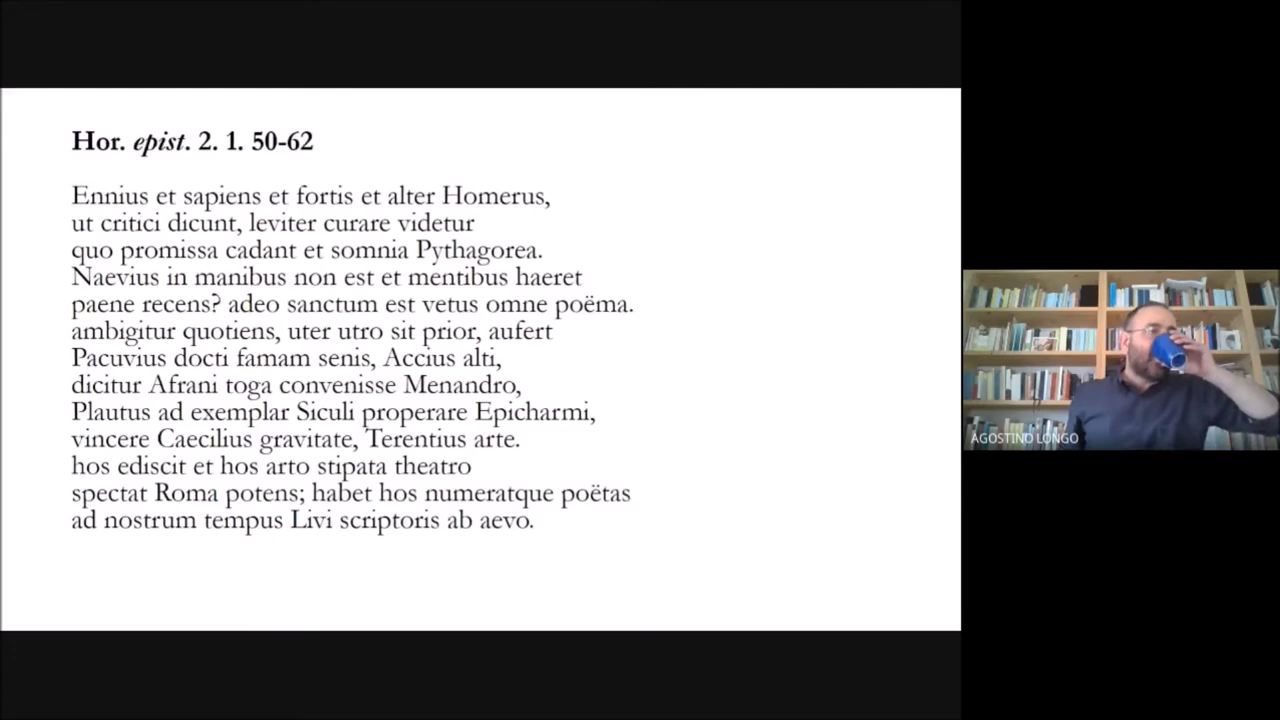 Hor. epist. 2. 1. 50-62
Ennius et sapiens et fortis et alter Homerus,
ut critici dicunt, leviter curare videtur
quo promissa cadant et somnia Pythagorea.
Naevius in manibus non est et mentibus haeret
paene recens? adeo sanctum est vetus omne poëma.
ambigitur quotiens, uter utro sit prior, aufert
Pacuvius docti famam senis, Accius alti,
dicitur Afrani toga convenisse Menandro,
Plautus ad exemplar Siculi properare Epicharmi,
vincere Caecilius gravitate, Terentius arte.
hos ediscit et hos arto stipata theatro
spectat Roma potens; habet hos numeratque poëtas
ad nostrum tempus Livi scriptoris ab aevo.
AGOSTINO LONGO